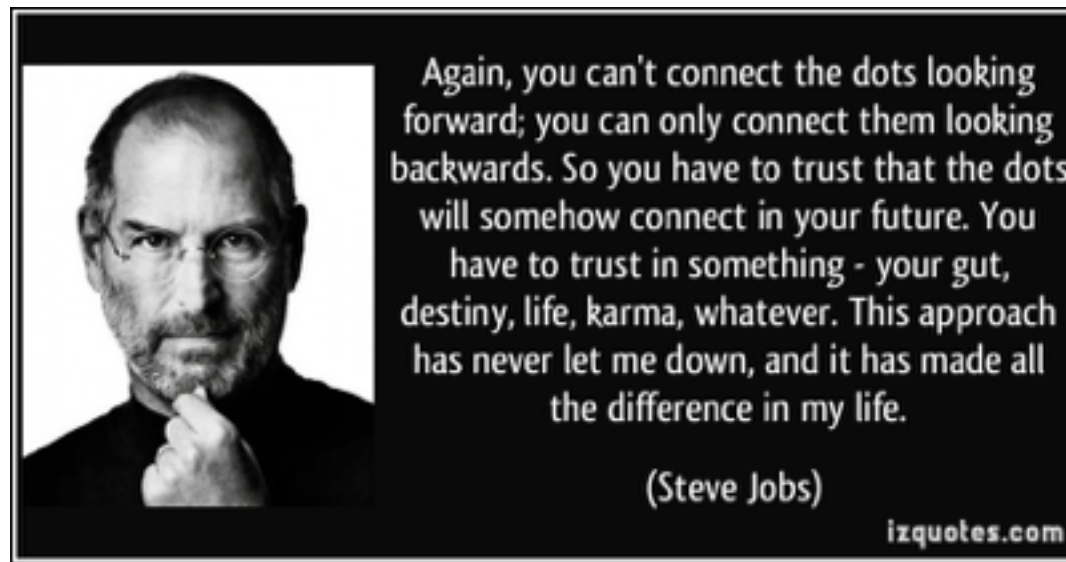 Again, you can't connect the dots looking
forward; you can only connect them looking
backwards. So you have to trust that the dots
will somehow connect in your future. You
have to trust in something - your gut,
destiny, life, karma, whatever. This approach
has never let me down, and it has made all
the difference in my life.
(Steve Jobs)
izquotes.com